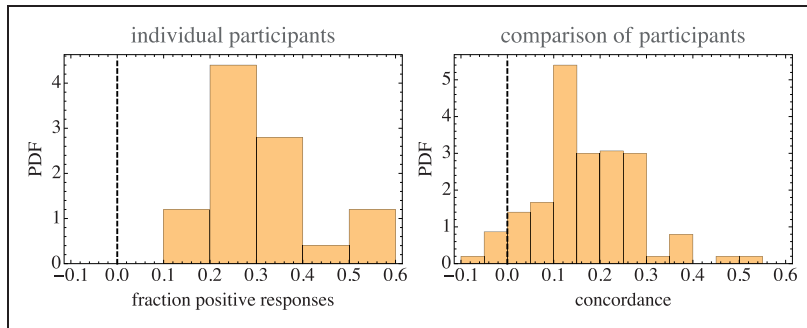 individual participants
PDF
4
3
2
1
0
−0.1 0.0 0.1 0.2 0.3 0.4 0.5 0.6
fraction positive responses
comparison of participants
PDF
5
4
3
2
1
0
−0.1 0.0 0.1 0.2 0.3 0.4 0.5 0.6
concordance